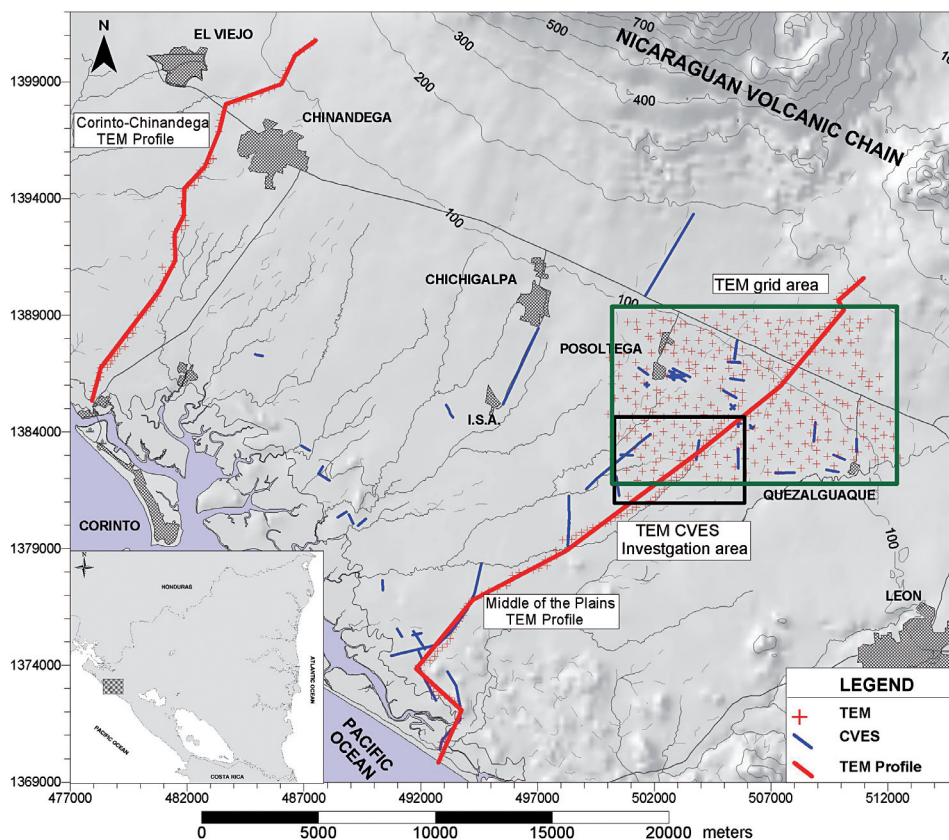 N
EL VIEJO
700
500
300
600
500
200
400
NICARAGUAN VOLCANIC CHAIN
Corinto-Chinandega
TEM Profile
CHINANDEGA
100
CHICHIGALPA
TEM grid area
100
POSOLTEGA
I.S.A.
QUEZALGUAQUE
CORINTO
TEM CVES
Investgation area
100
N
HONDURAS
LEON
Middle of the Plains
TEM Profile
ATLANTIC OCEAN
PACIFIC OCEAN
COSTA RICA
PACIFIC
OCEAN
LEGEND
TEM
CVES
TEM Profile
1399000
1394000
1389000
1384000
1379000
1374000
1369000
477000 482000 487000 492000 497000 502000 507000 512000
0 5000 10000 15000 20000 meters